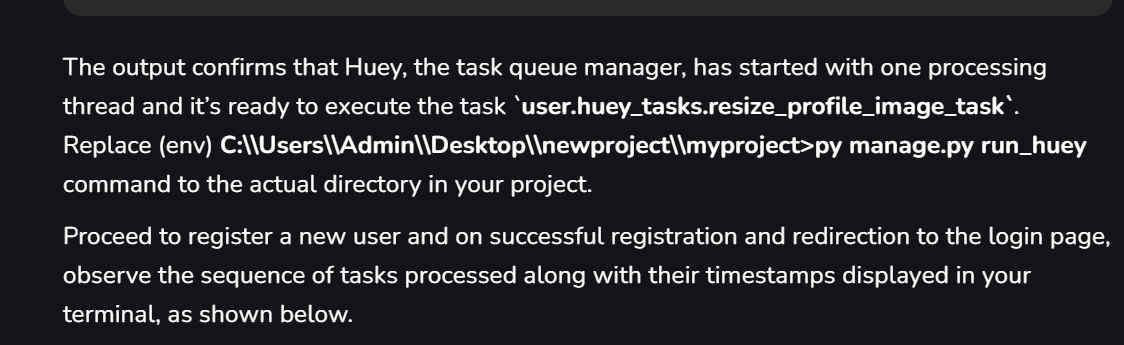 The output confirms that Huey, the task queue manager, has started with one processing
thread and it’s ready to execute the task `user.huey_tasks.resize_profile_image_task`.
Replace (env) C:\\Users\\Admin\\Desktop\\newproject\\myproject>py manage.py run_huey
command to the actual directory in your project.
Proceed to register a new user and on successful registration and redirection to the login page,
observe the sequence of tasks processed along with their timestamps displayed in your
terminal, as shown below.